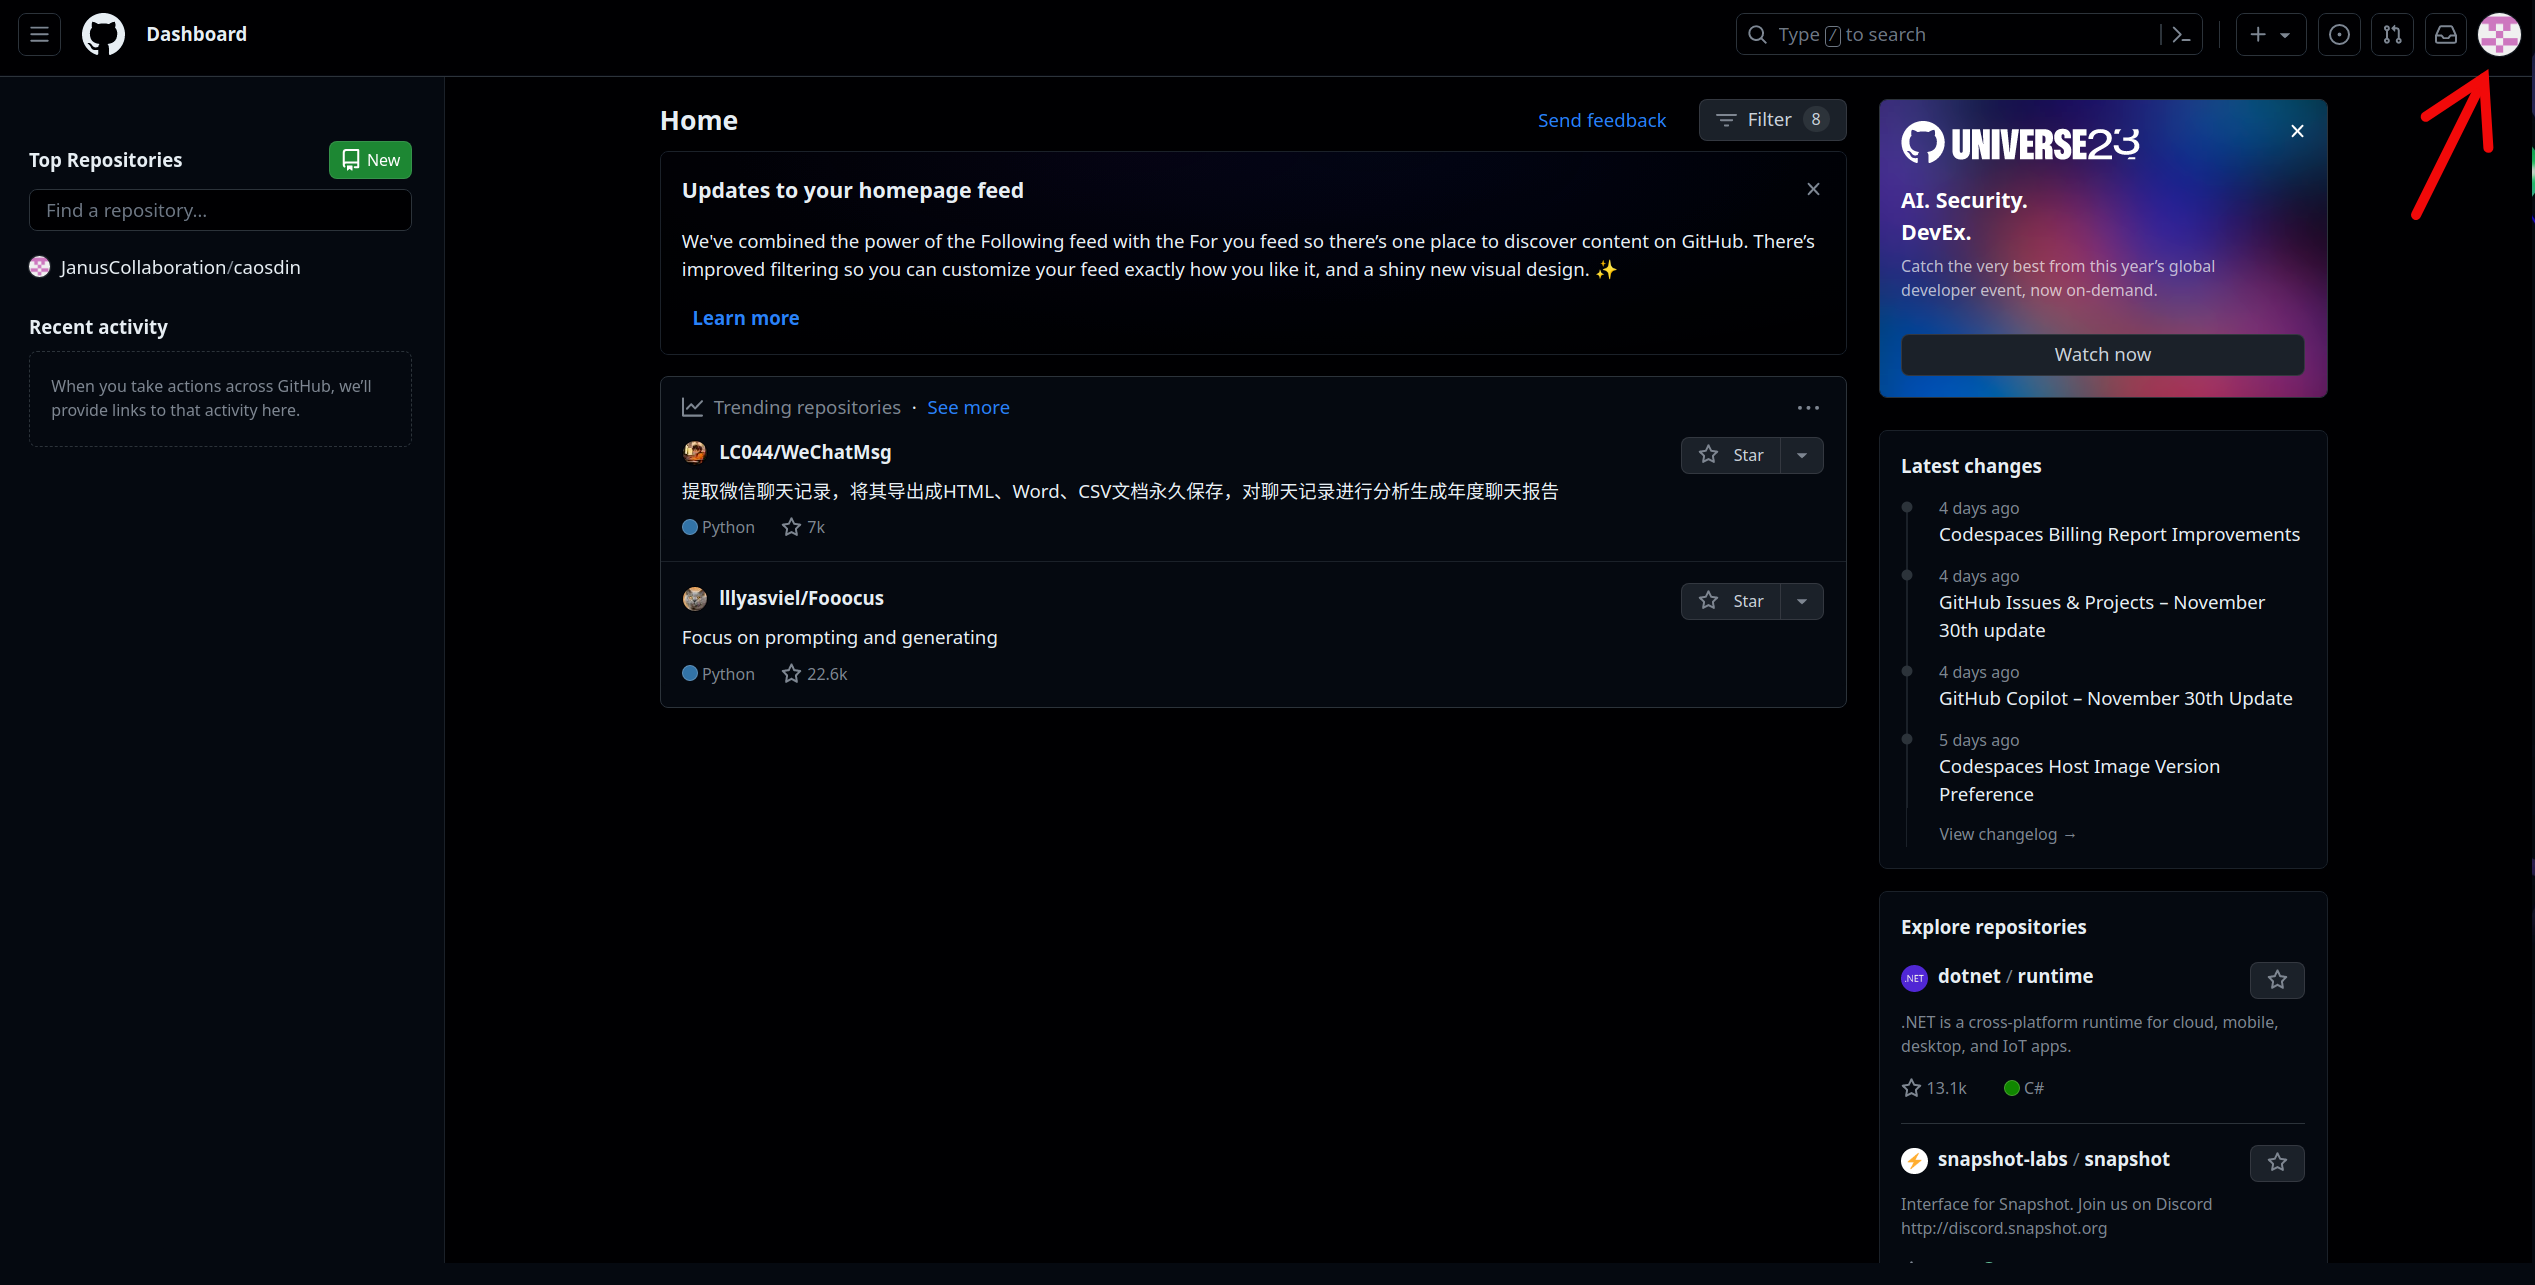 Dashboard
Type / to search
Top Repositories
New
Find a repository...
JanusCollaboration/caosdin
Recent activity
When you take actions across GitHub, we’ll
provide links to that activity here.
Home
Send feedback
Filter 8
Updates to your homepage feed
We've combined the power of the Following feed with the For you feed so there’s one place to discover content on GitHub. There’s
improved filtering so you can customize your feed exactly how you like it, and a shiny new visual design. ✨
Learn more
Trending repositories · See more
LC044/WeChatMsg
Star
提取微信聊天记录，将其导出成HTML、Word、CSV文档永久保存，对聊天记录进行分析生成年度聊天报告
Python 7k
lllyasviel/Fooocus
Star
Focus on prompting and generating
Python 22.6k
UNIVERSE23
AI. Security.
DevEx.
Catch the very best from this year’s global
developer event, now on-demand.
Watch now
Latest changes
4 days ago
Codespaces Billing Report Improvements
4 days ago
GitHub Issues & Projects – November
30th update
4 days ago
GitHub Copilot – November 30th Update
5 days ago
Codespaces Host Image Version
Preference
View changelog →
Explore repositories
.NET dotnet / runtime
.NET is a cross-platform runtime for cloud, mobile,
desktop, and IoT apps.
13.1k C#
snapshot-labs / snapshot
Interface for Snapshot. Join us on Discord
http://discord.snapshot.org